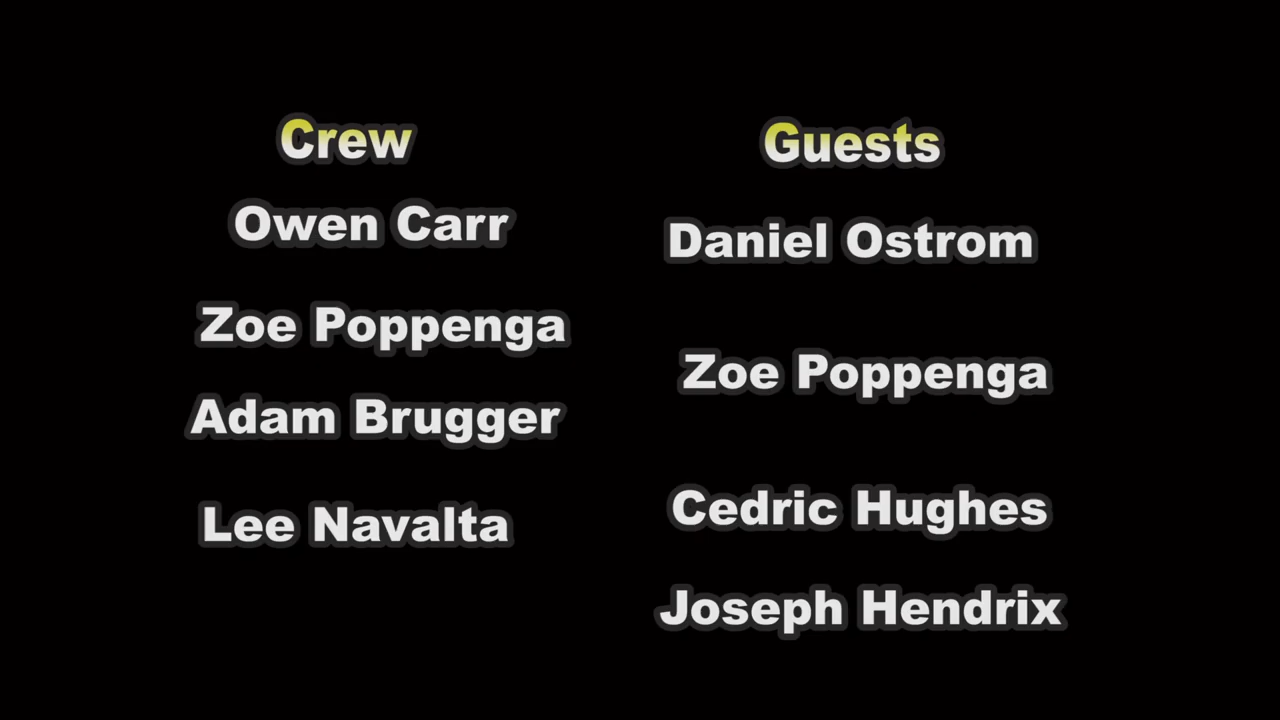 Crew
Owen Carr
Zoe Poppenga
Adam Brugger
Lee Navalta
Guests
Daniel Ostrom
Zoe Poppenga
Cedric Hughes
Joseph Hendrix